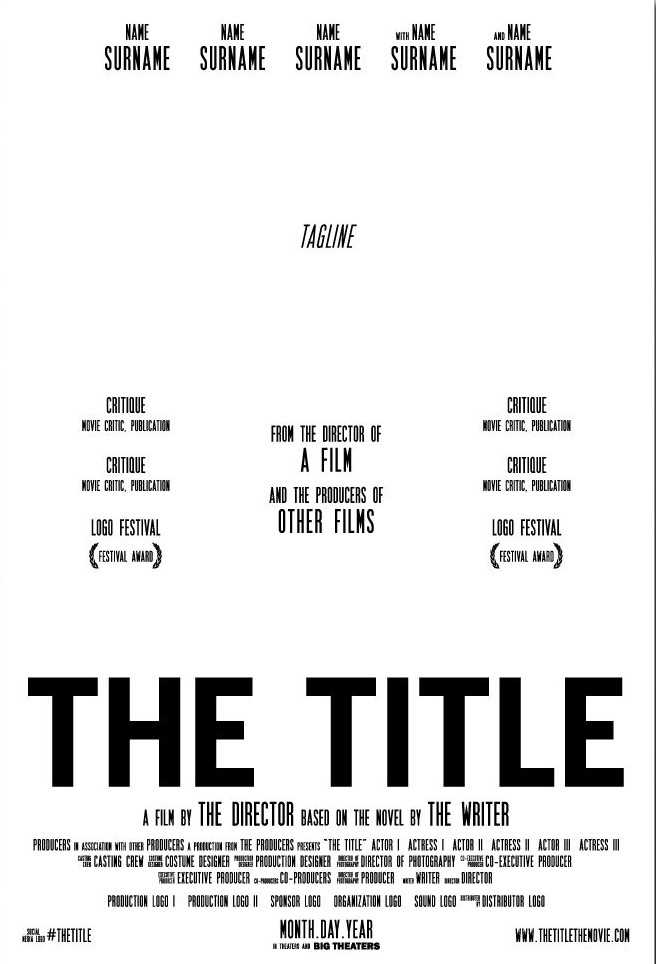 NAME NAME NAME WITH NAME AND NAME
SURNAME SURNAME SURNAME SURNAME SURNAME
TAGLINE
CRITIQUE
MOVIE CRITIC, PUBLICATION
CRITIQUE
MOVIE CRITIC, PUBLICATION
LOGO FESTIVAL
FESTIVAL AWARD
FROM THE DIRECTOR OF
A FILM
AND THE PRODUCERS OF
OTHER FILMS
CRITIQUE
MOVIE CRITIC, PUBLICATION
CRITIQUE
MOVIE CRITIC, PUBLICATION
LOGO FESTIVAL
FESTIVAL AWARD
THE TITLE
A FILM BY THE DIRECTOR BASED ON THE NOVEL BY THE WRITER
PRODUCERS IN ASSOCIATION WITH OTHER PRODUCERS A PRODUCTION FROM THE PRODUCERS PRESENTS "THE TITLE" ACTOR I ACTRESS I ACTOR II ACTRESS II ACTOR III ACTRESS III
CASTING CREW CASTING CREW COSTUME DESIGNER COSTUME DESIGNER PRODUCTION DESIGNER PRODUCTION DESIGNER DIRECTOR OF PHOTOGRAPHY DIRECTOR OF PHOTOGRAPHY CO-EXECUTIVE PRODUCER CO-EXECUTIVE PRODUCER
EXECUTIVE PRODUCER EXECUTIVE PRODUCER CO-PRODUCERS CO-PRODUCERS DIRECTOR OF PHOTOGRAPHY PRODUCER WRITER WRITER DIRECTOR DIRECTOR
PRODUCTION LOGO I PRODUCTION LOGO II SPONSOR LOGO ORGANIZATION LOGO SOUND LOGO DISTRIBUTED BY DISTRIBUTOR LOGO
SOCIAL MEDIA LOGO #THETITLE
MONTH.DAY.YEAR
IN THEATERS AND BIG THEATERS
WWW.THETITLETHEMOVIE.COM